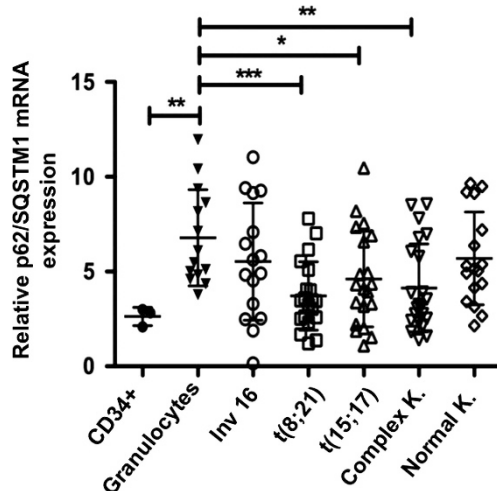 **
*
***
**
15
10
5
0
Relative p62/SQSTM1 mRNA
expression
CD34+
Granulocytes
Inv 16
t(8;21)
t(15;17)
Complex K.
Normal K.